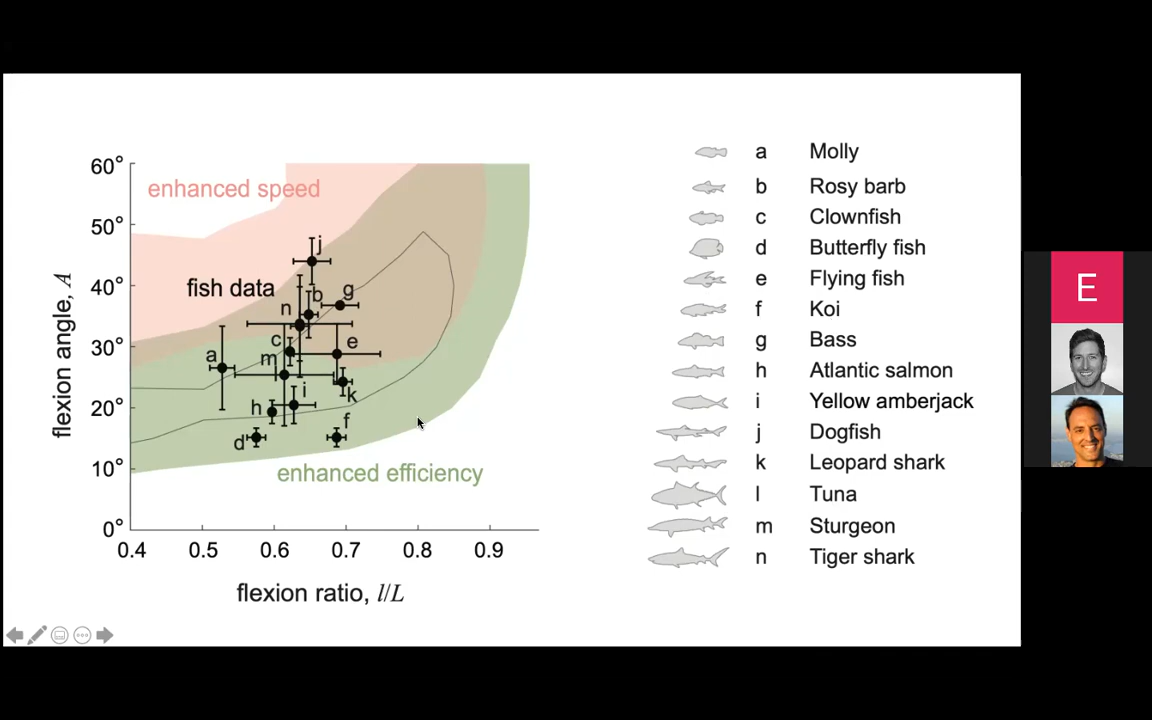 60°
50°
40°
30°
20°
10°
0°
0.4 0.5 0.6 0.7 0.8 0.9
flexion angle, A
flexion ratio, l/L
enhanced speed
fish data
enhanced efficiency
j
b
g
n
c
e
a
m
k
i
h
f
d
a Molly
b Rosy barb
c Clownfish
d Butterfly fish
e Flying fish
f Koi
g Bass
h Atlantic salmon
i Yellow amberjack
j Dogfish
k Leopard shark
l Tuna
m Sturgeon
n Tiger shark
E